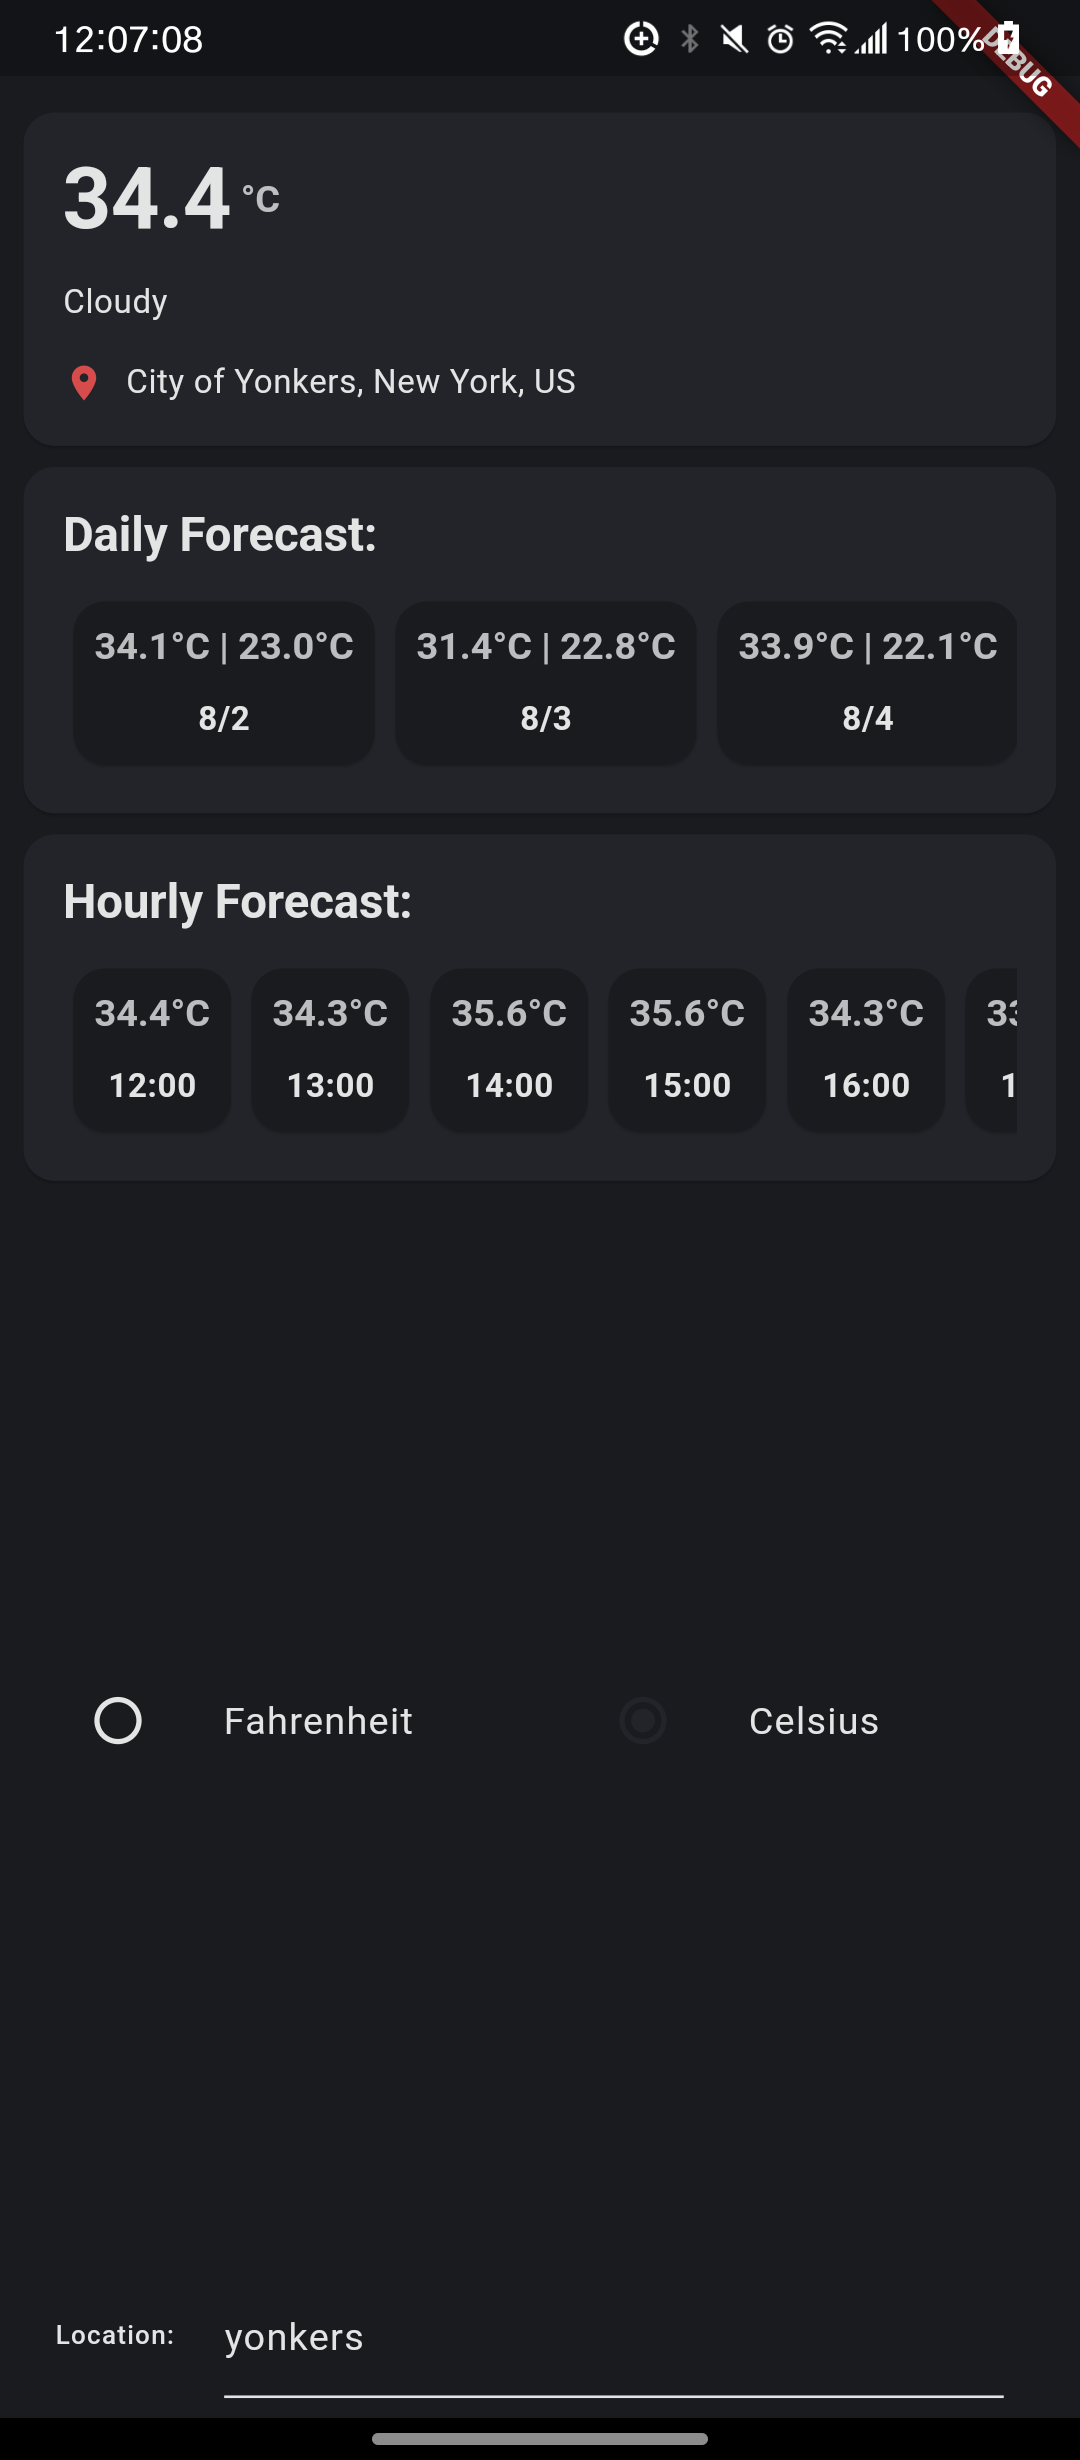 12:07:08 100%
DEBUG
34.4 °C
Cloudy
City of Yonkers, New York, US
Daily Forecast:
34.1°C | 23.0°C 31.4°C | 22.8°C 33.9°C | 22.1°C
8/2 8/3 8/4
Hourly Forecast:
34.4°C 34.3°C 35.6°C 35.6°C 34.3°C
12:00 13:00 14:00 15:00 16:00
Fahrenheit Celsius
Location: yonkers